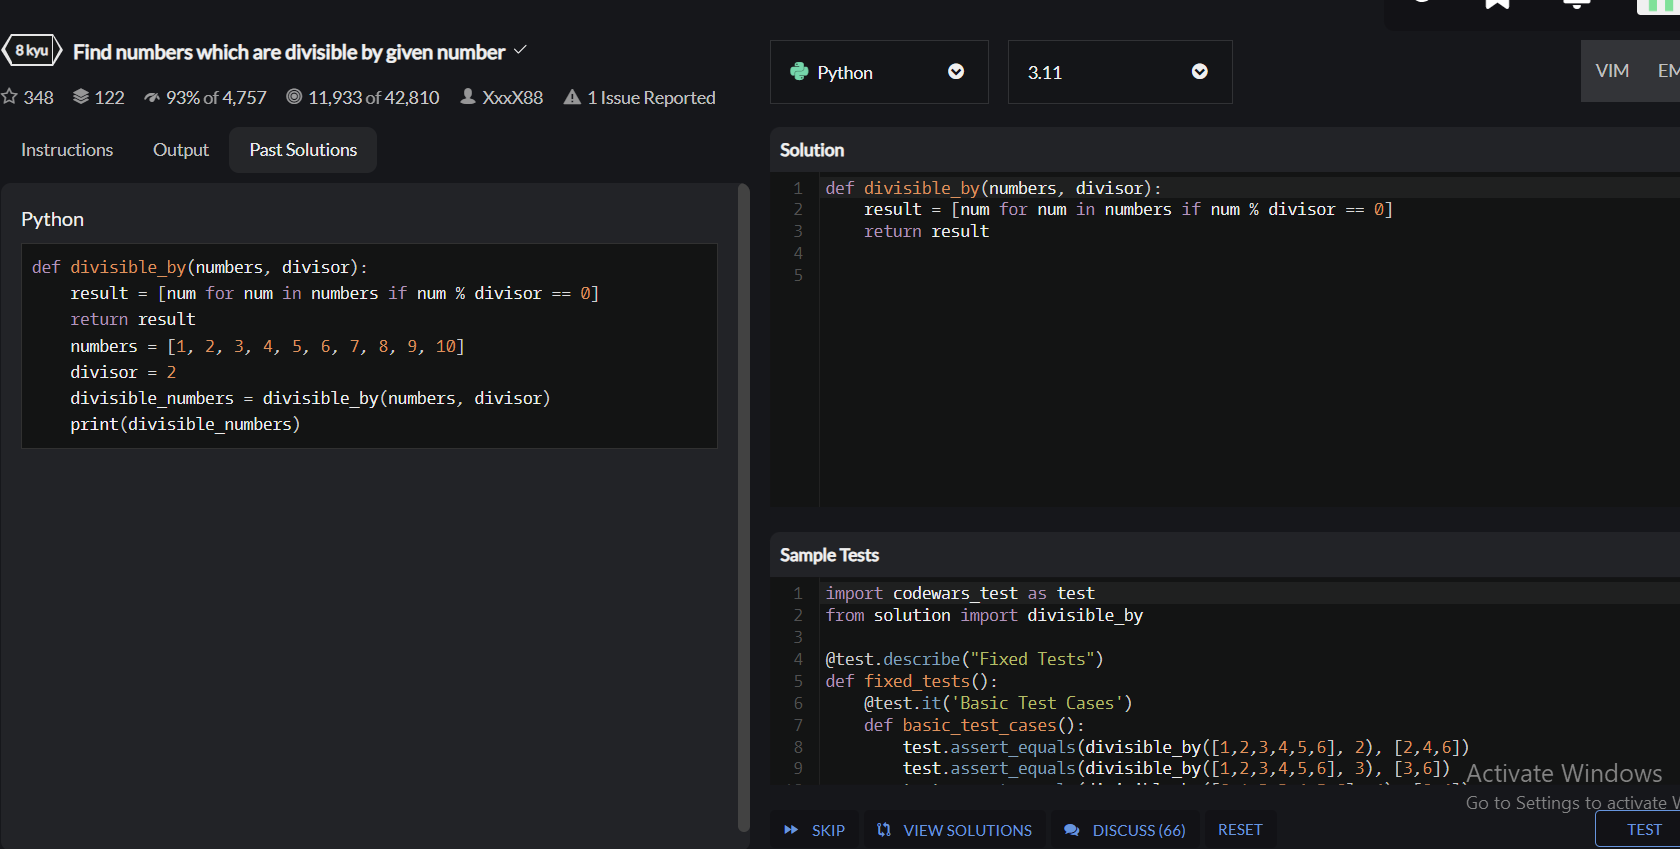 8 kyu Find numbers which are divisible by given number
348 122 93% of 4,757 11,933 of 42,810 XxxX88 1 Issue Reported
Instructions Output Past Solutions
Python
def divisible_by(numbers, divisor):
    result = [num for num in numbers if num % divisor == 0]
    return result
    numbers = [1, 2, 3, 4, 5, 6, 7, 8, 9, 10]
    divisor = 2
    divisible_numbers = divisible_by(numbers, divisor)
    print(divisible_numbers)
Python 3.11 VIM EM
Solution
1 def divisible_by(numbers, divisor):
2     result = [num for num in numbers if num % divisor == 0]
3     return result
4
5
Sample Tests
1 import codewars_test as test
2 from solution import divisible_by
3
4 @test.describe("Fixed Tests")
5 def fixed_tests():
6     @test.it('Basic Test Cases')
7     def basic_test_cases():
8         test.assert_equals(divisible_by([1,2,3,4,5,6], 2), [2,4,6])
9         test.assert_equals(divisible_by([1,2,3,4,5,6], 3), [3,6])
Activate Windows
Go to Settings to activate W
SKIP VIEW SOLUTIONS DISCUSS (66) RESET TEST